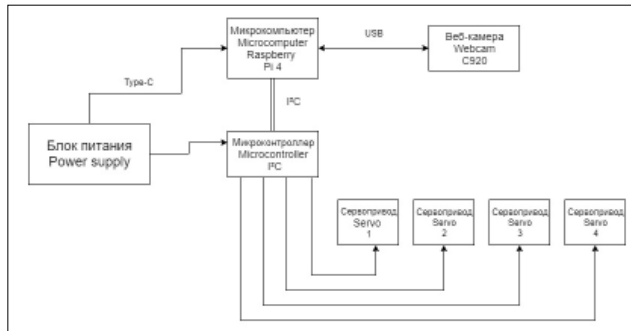 Микрокомпьютер
Microcomputer
Raspberry
Pi 4
USB
Веб-камера
Webcam
C920
Type-C
I²C
Блок питания
Power supply
Микроконтроллер
Microcontroller
I²C
Сервопривод
Servo
1
Сервопривод
Servo
2
Сервопривод
Servo
3
Сервопривод
Servo
4